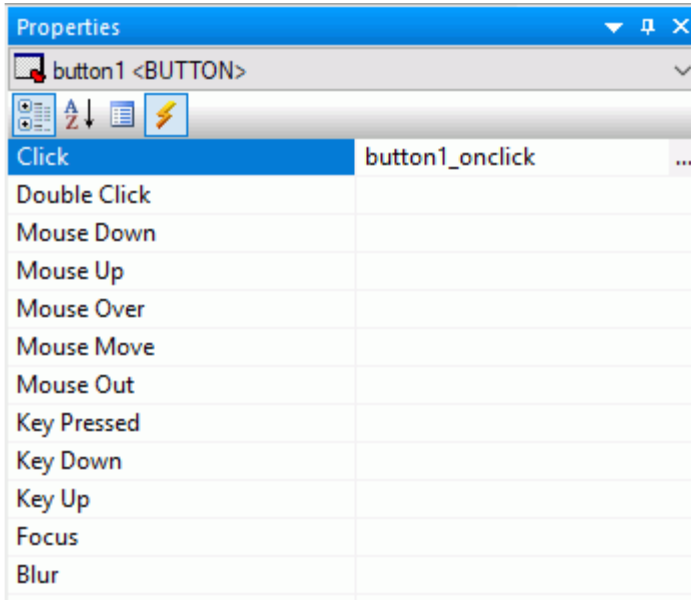 Properties
button1 <BUTTON>
Click button1_onclick ...
Double Click
Mouse Down
Mouse Up
Mouse Over
Mouse Move
Mouse Out
Key Pressed
Key Down
Key Up
Focus
Blur